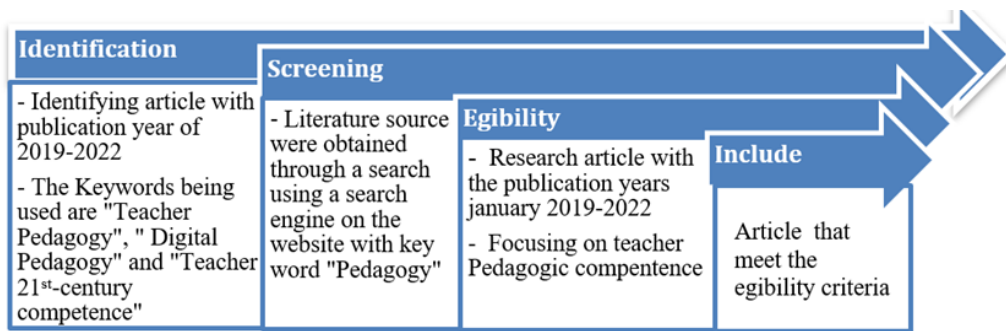 Identification
- Identifying article with
publication year of
2019-2022
- The Keywords being
used are "Teacher
Pedagogy", " Digital
Pedagogy" and "Teacher
21st-century
competence"
Screening
- Literature source
were obtained
through a search
using a search
engine on the
website with key
word "Pedagogy"
Egibility
- Research article with
the publication years
january 2019-2022
- Focusing on teacher
Pedagogic compentence
Include
Article that
meet the
egibility criteria